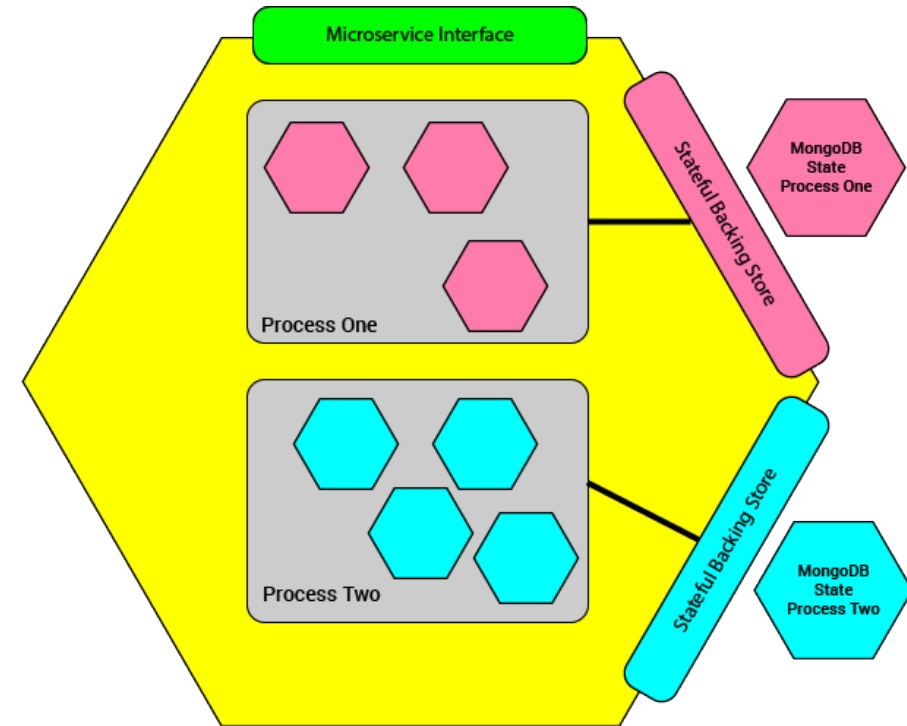 Microservice Interface
Stateful Backing Store
MongoDB
State
Process One
Process One
Process Two
Stateful Backing Store
MongoDB
State
Process Two